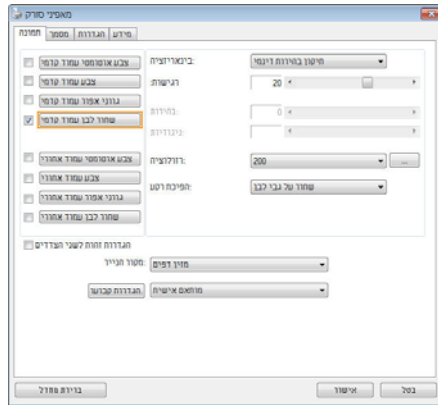 מאפיני סורק
תמונה
מסמך
הגדרות
מידע
צבע אוטומטי עמוד קדמי
צבע עמוד קדמי
גווני אפור עמוד קדמי
שחור לבן עמוד קדמי
צבע אוטומטי עמוד אחורי
צבע עמוד אחורי
גווני אפור עמוד אחורי
שחור לבן עמוד אחורי
בינאריזציה:
תיקון בהירות דינמי
רגישות:
20
בהירות:
0
ניגודיות:
רזולוציה:
200
...
הפיכת רקע:
שחור על גבי לבן
הגדרות זהות לשני הצדדים
מקור הנייר:
מזין דפים
הגדרות קבועו
מותאם אישית
ברירת מחדל
אישור
בטל